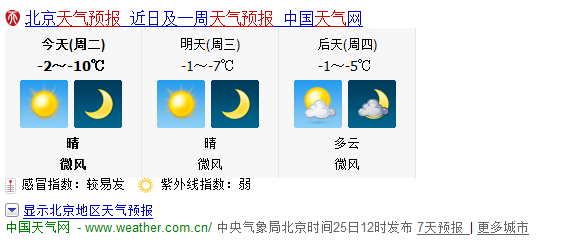 北京天气预报 近日及一周天气预报 中国天气网
今天(周二) 明天(周三) 后天(周四)
-2～-10℃ -1～-7℃ -1～-5℃
晴 晴 多云
微风 微风 微风
感冒指数：较易发 紫外线指数：弱
显示北京地区天气预报
中国天气网 - www.weather.com.cn/ 中央气象局北京时间25日12时发布 7天预报 | 更多城市